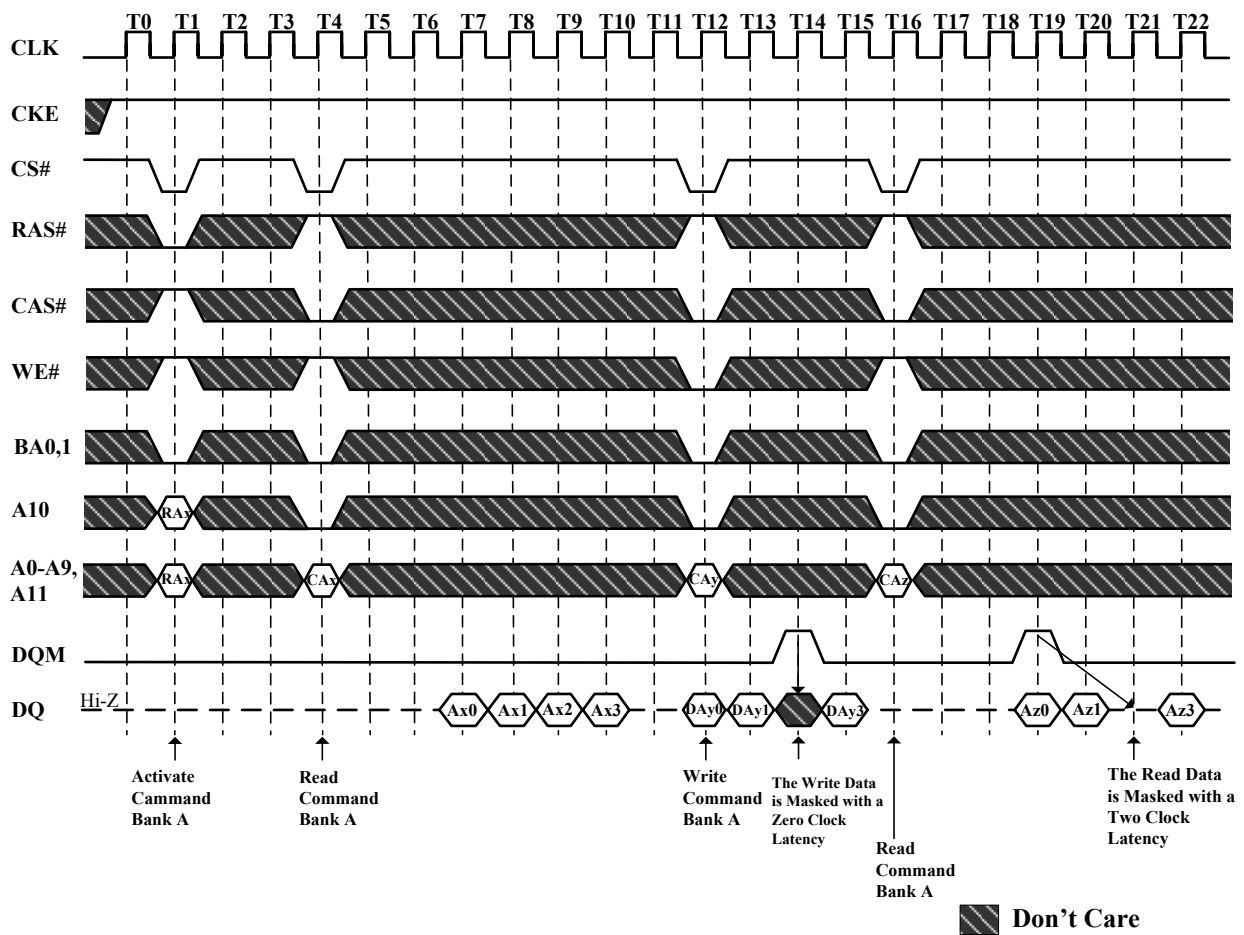 T0 T1 T2 T3 T4 T5 T6 T7 T8 T9 T10 T11 T12 T13 T14 T15 T16 T17 T18 T19 T20 T21 T22
CLK
CKE
CS#
RAS#
CAS#
WE#
BA0,1
A10
RAx
A0-A9,
A11
RAx CAx CAy CAz
DQM
DQ
Hi-Z
Ax0 Ax1 Ax2 Ax3 DAy0 DAy1 DAy3 Az0 Az1 Az3
Activate
Cammand
Bank A
Read
Command
Bank A
Write
Command
Bank A
The Write Data
is Masked with a
Zero Clock
Latency
Read
Command
Bank A
The Read Data
is Masked with a
Two Clock
Latency
Don't Care